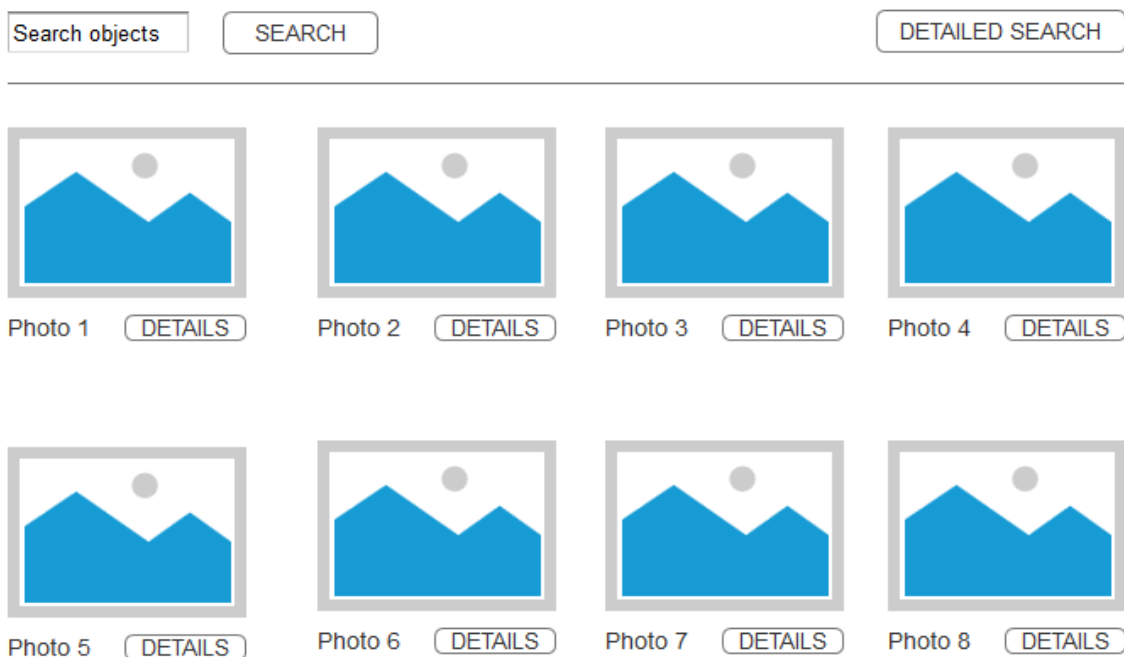 Search objects SEARCH DETAILED SEARCH
Photo 1 DETAILS Photo 2 DETAILS Photo 3 DETAILS Photo 4 DETAILS
Photo 5 DETAILS Photo 6 DETAILS Photo 7 DETAILS Photo 8 DETAILS